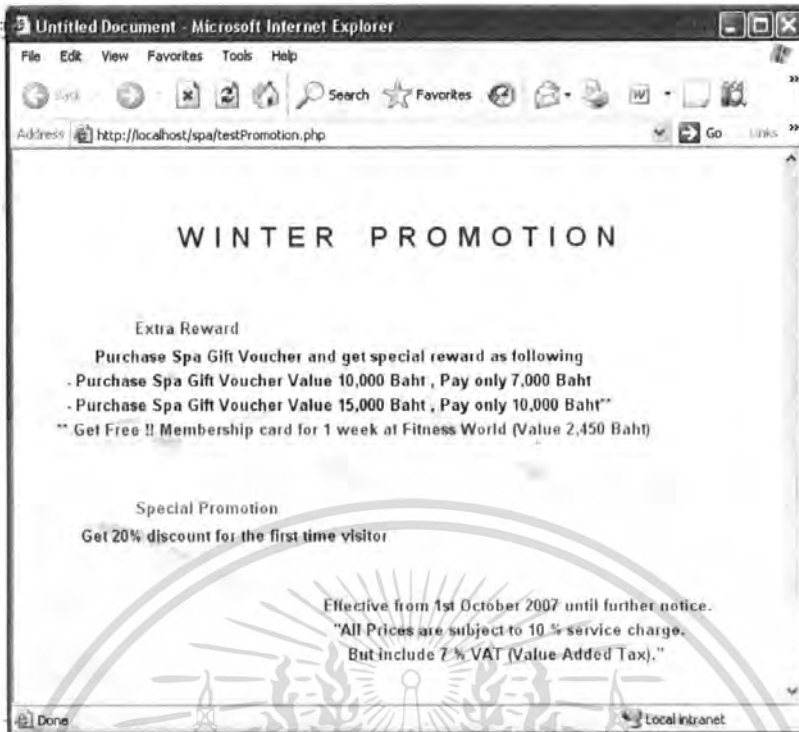 Untitled Document - Microsoft Internet Explorer
File Edit View Favorites Tools Help
Back Search Favorites
Address http://localhost/spa/testPromotion.php Go Links
WINTER PROMOTION
Extra Reward
Purchase Spa Gift Voucher and get special reward as following
- Purchase Spa Gift Voucher Value 10,000 Baht , Pay only 7,000 Baht
- Purchase Spa Gift Voucher Value 15,000 Baht , Pay only 10,000 Baht**
** Get Free !! Membership card for 1 week at Fitness World (Value 2,450 Baht)
Special Promotion
Get 20% discount for the first time visitor
Effective from 1st October 2007 until further notice.
"All Prices are subject to 10 % service charge.
But include 7 % VAT (Value Added Tax)."
Done Local intranet